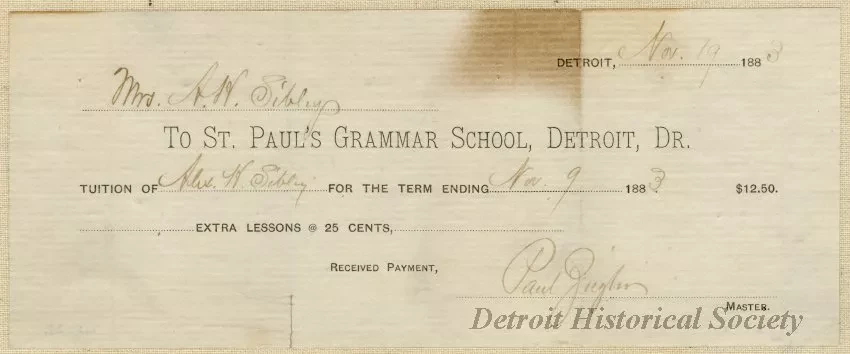 DETROIT, Nov. 19 1883
Mrs. A. H. Sibley
TO ST. PAUL'S GRAMMAR SCHOOL, DETROIT, DR.
TUITION OF Alex. H. Sibley FOR THE TERM ENDING Nov. 9 1883 $12.50.
EXTRA LESSONS @ 25 CENTS,
RECEIVED PAYMENT,
Paul
MASTER.
Detroit Historical Society